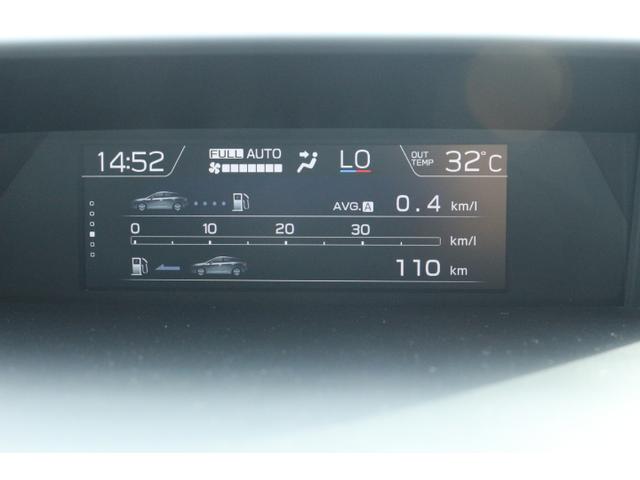 14:52 FULL AUTO LO OUT TEMP 32°C
AVG. A 0.4 km/l
0 10 20 30 km/l
110 km